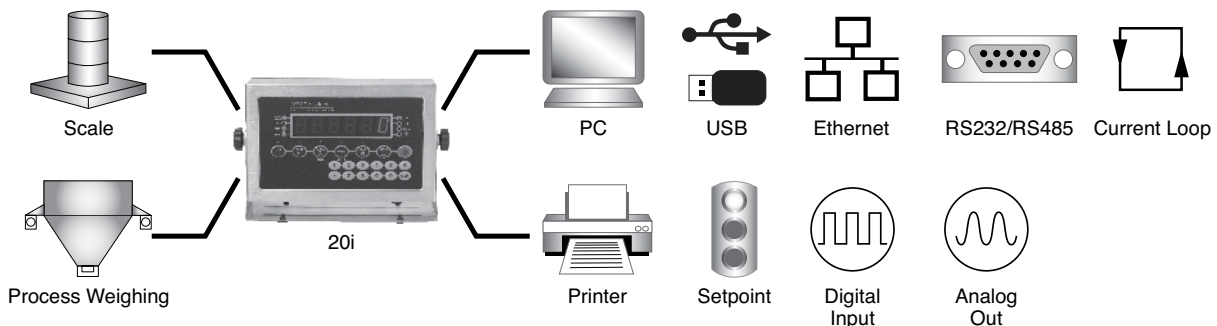 Scale
PC
USB
Ethernet
RS232/RS485
Current Loop
20i
Process Weighing
Printer
Setpoint
Digital
Input
Analog
Out